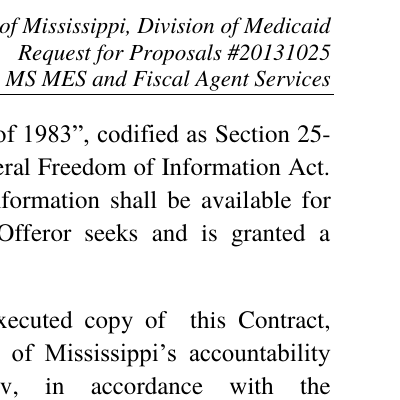 of Mississippi, Division of Medicaid
Request for Proposals #20131025
MS MES and Fiscal Agent Services
of 1983”, codified as Section 25-
eral Freedom of Information Act.
formation shall be available for
Offeror seeks and is granted a
xecuted copy of this Contract,
of Mississippi’s accountability
in accordance with the